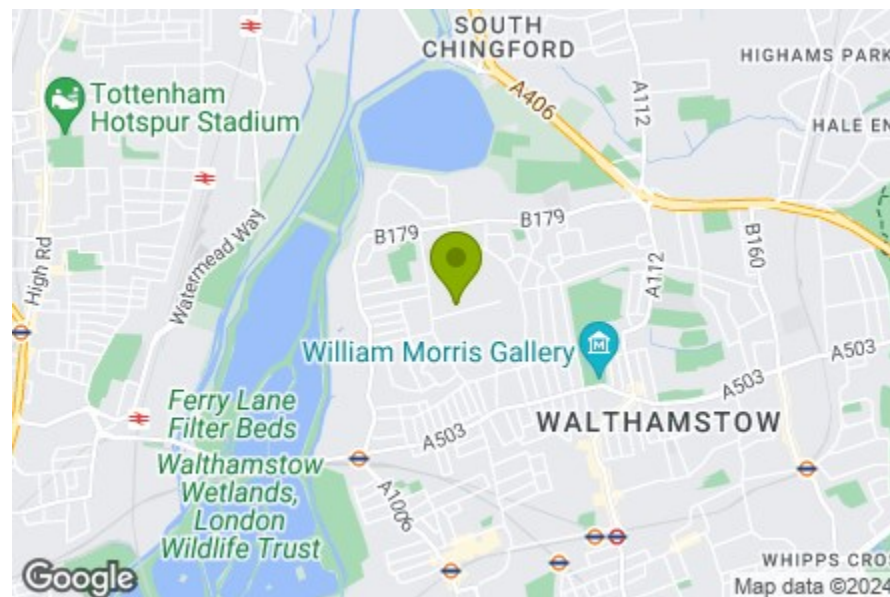 SOUTH
CHINGFORD
HIGHAMS PARK
A406
A112
Tottenham
Hotspur Stadium
HALE EN
Watermead Way
High Rd
B179
B179
B160
A112
William Morris Gallery
A503
A503
Ferry Lane
Filter Beds
WALTHAMSTOW
A503
Walthamstow
Wetlands,
London
Wildlife Trust
A1006
WHIPPS CRO
Google
Map data ©2024